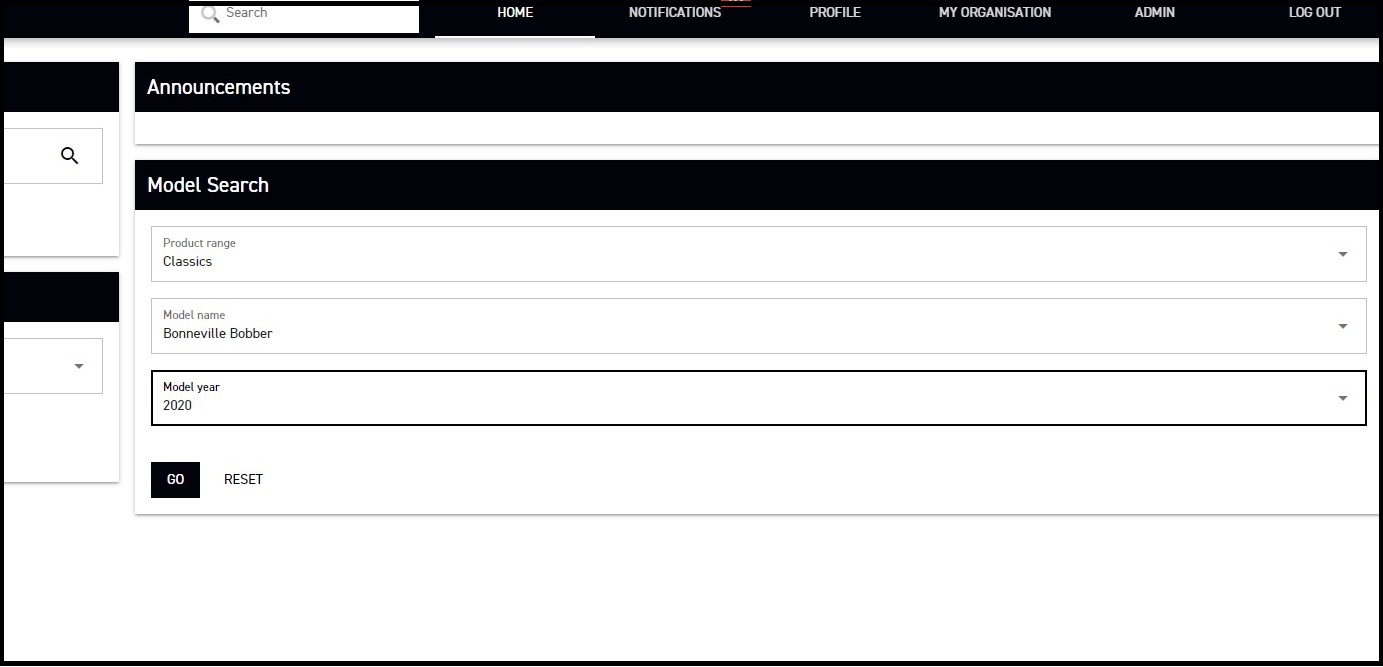 Search
HOME
NOTIFICATIONS
PROFILE
MY ORGANISATION
ADMIN
LOG OUT
Announcements
Model Search
Product range
Classics
Model name
Bonneville Bobber
Model year
2020
GO
RESET